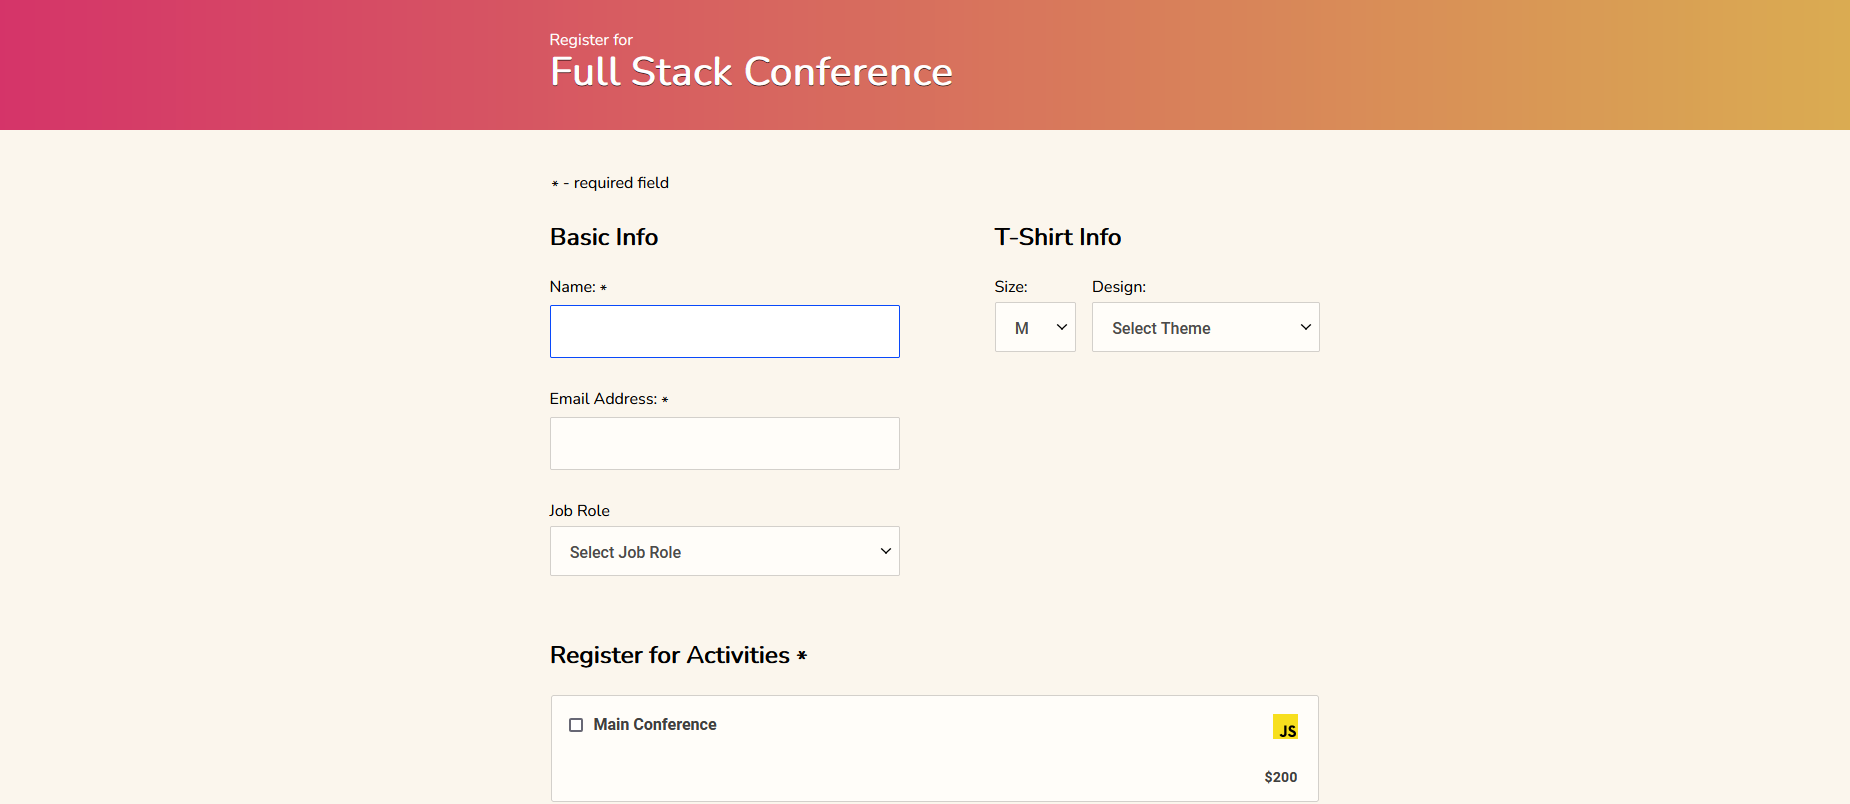 Register for
Full Stack Conference
* - required field
Basic Info
Name: *
Email Address: *
Job Role
Select Job Role
T-Shirt Info
Size:
Design:
M
Select Theme
Register for Activities *
Main Conference
JS
$200